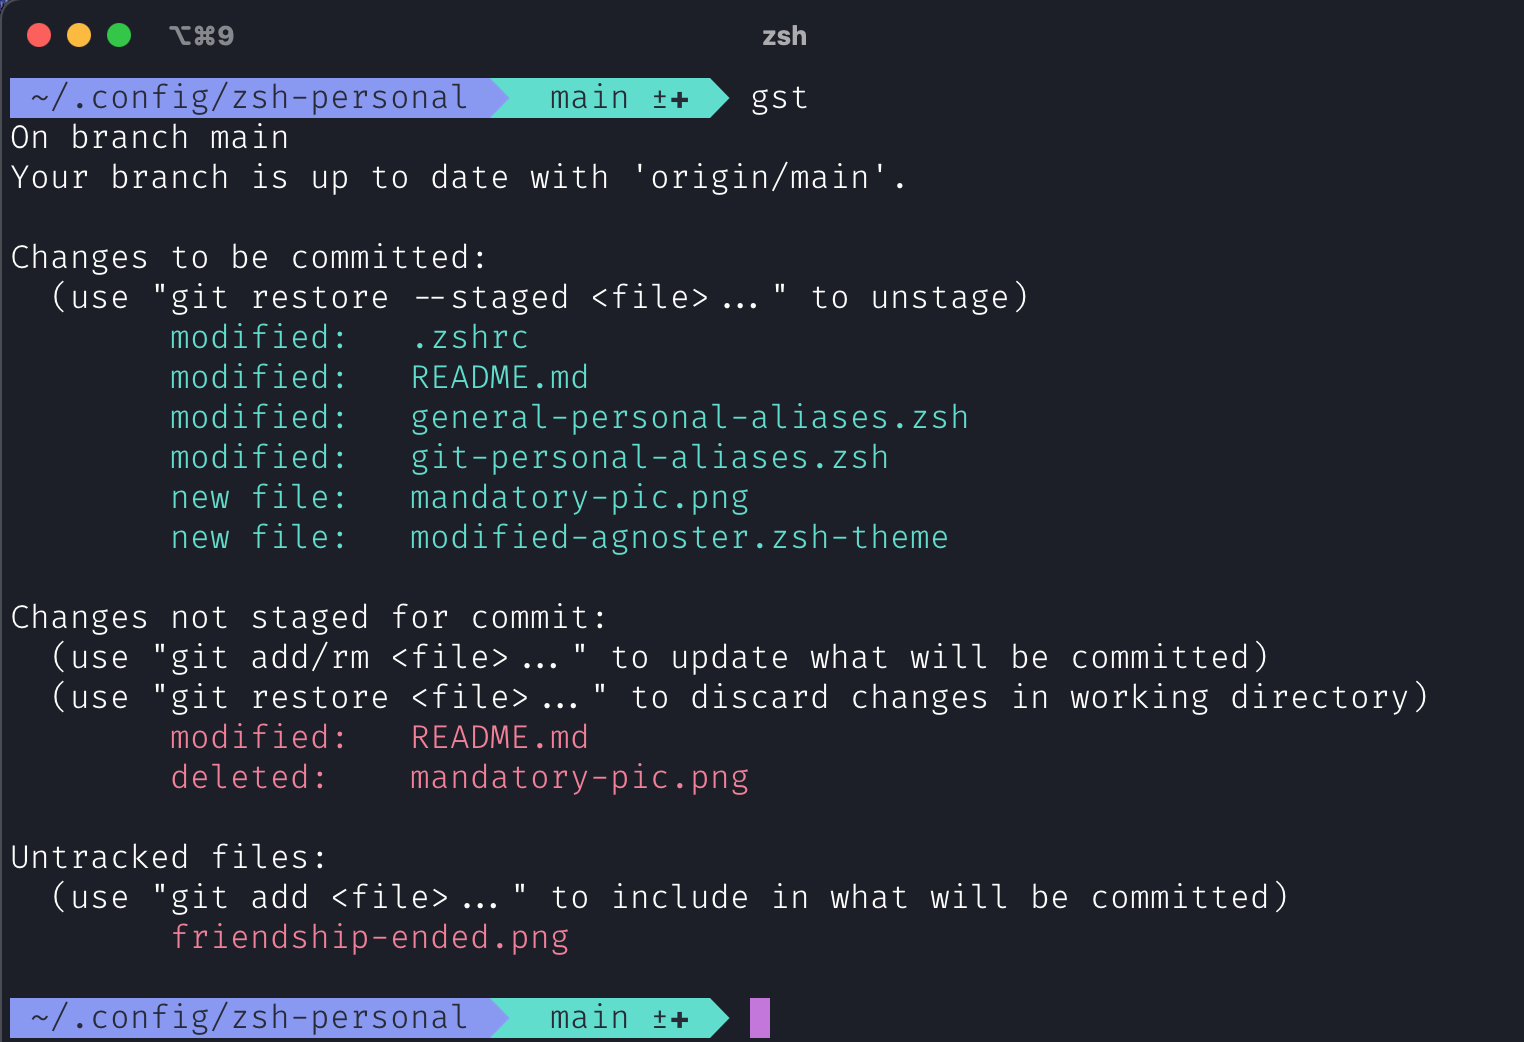 ⌥⌘9 zsh
~/.config/zsh-personal main ±✚ gst
On branch main
Your branch is up to date with 'origin/main'.
Changes to be committed:
  (use "git restore --staged <file>..." to unstage)
        modified:   .zshrc
        modified:   README.md
        modified:   general-personal-aliases.zsh
        modified:   git-personal-aliases.zsh
        new file:   mandatory-pic.png
        new file:   modified-agnoster.zsh-theme
Changes not staged for commit:
  (use "git add/rm <file>..." to update what will be committed)
  (use "git restore <file>..." to discard changes in working directory)
        modified:   README.md
        deleted:    mandatory-pic.png
Untracked files:
  (use "git add <file>..." to include in what will be committed)
        friendship-ended.png
~/.config/zsh-personal main ±✚